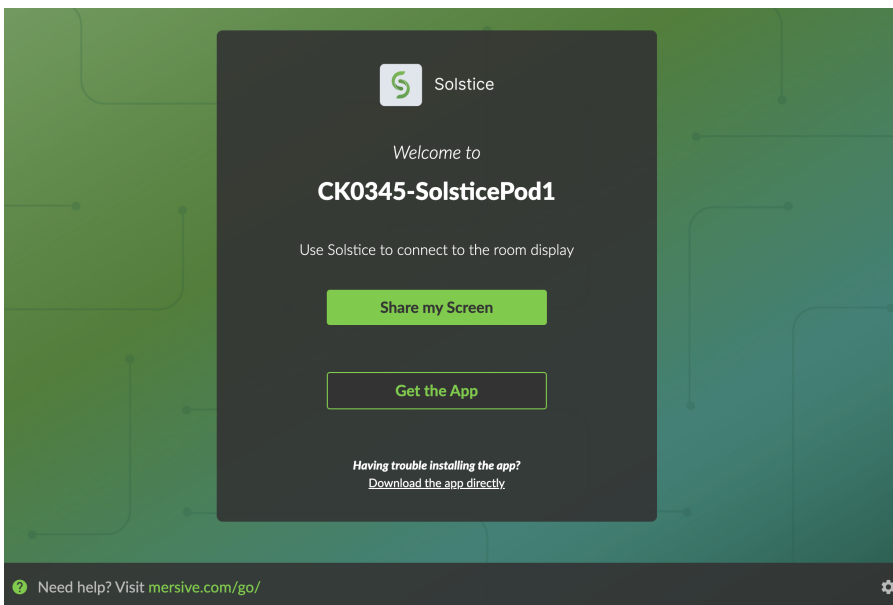 Solstice
Welcome to
CK0345-SolsticePod1
Use Solstice to connect to the room display
Share my Screen
Get the App
Having trouble installing the app?
Download the app directly
? Need help? Visit mersive.com/go/